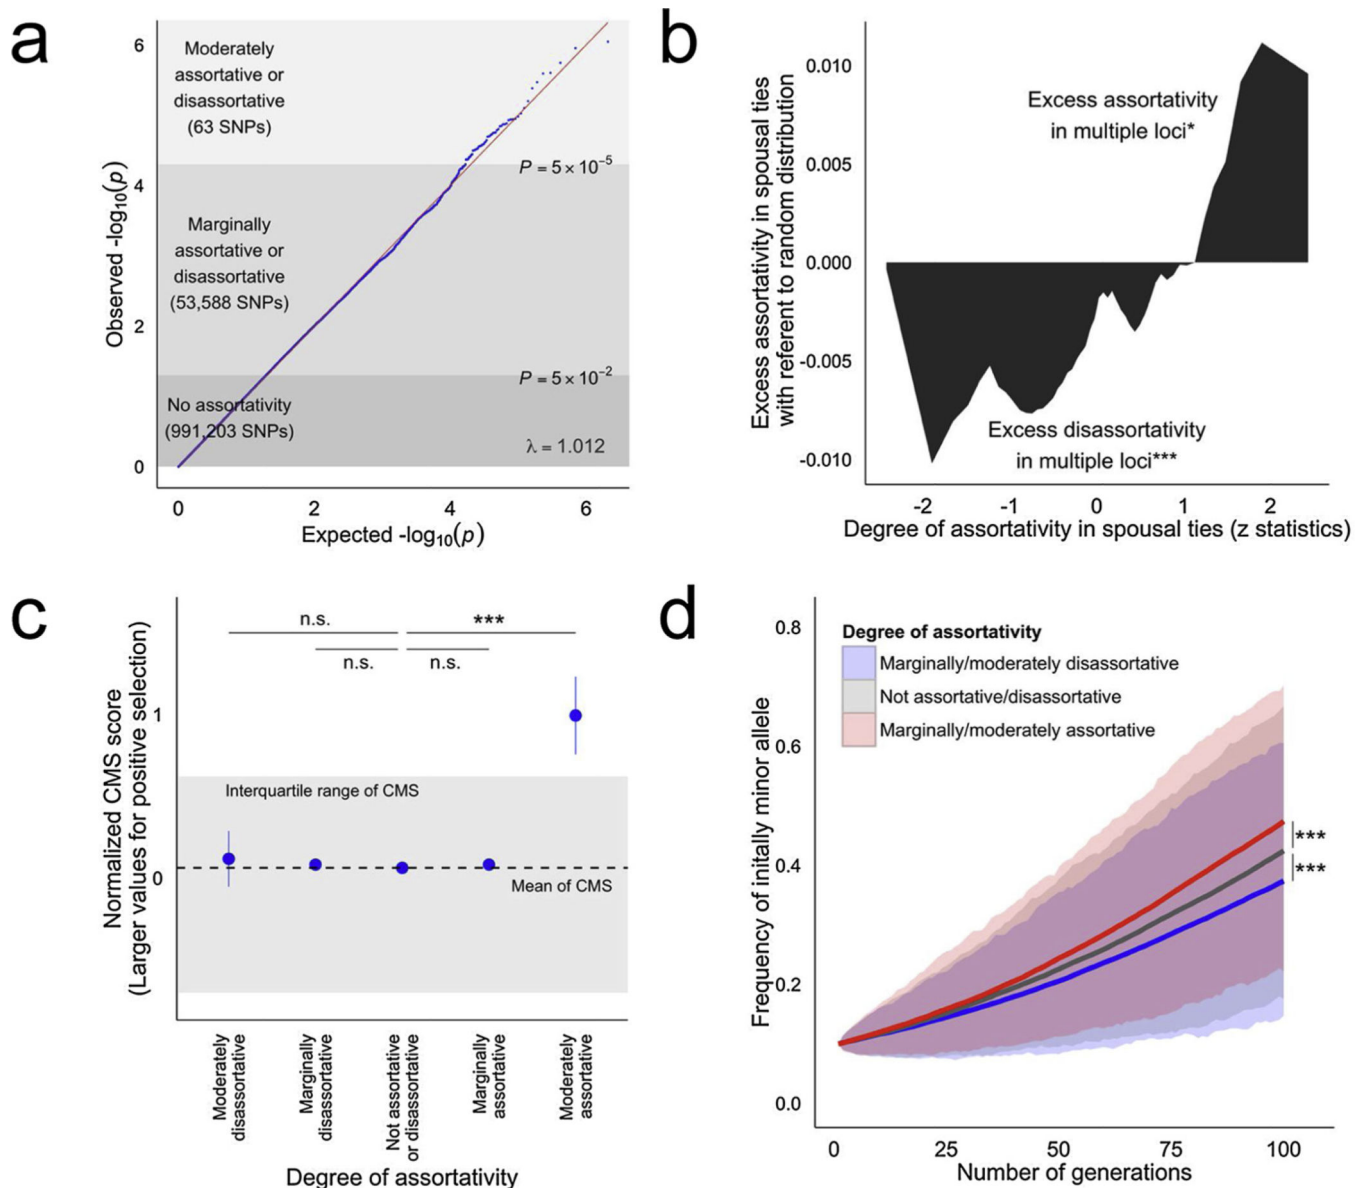 a
6
4
2
0
Observed -log10(p)
Moderately
assortative or
disassortative
(63 SNPs)
P = 5 × 10−5
Marginally
assortative or
disassortative
(53,588 SNPs)
P = 5 × 10−2
No assortativity
(991,203 SNPs)
λ = 1.012
0
2
4
6
Expected -log10(p)
b
Excess assortativity in spousal ties
with referent to random distribution
0.010
0.005
0.000
-0.005
-0.010
Excess assortativity
in multiple loci*
Excess disassortativity
in multiple loci***
-2
-1
0
1
2
Degree of assortativity in spousal ties (z statistics)
c
Normalized CMS score
(Larger values for positive selection)
1
0
n.s.
***
n.s.
n.s.
Interquartile range of CMS
Mean of CMS
Moderately
disassortative
Marginally
disassortative
Not assortative
or disassortative
Marginally
assortative
Moderately
assortative
Degree of assortativity
d
Frequency of initally minor allele
0.8
0.6
0.4
0.2
0.0
Degree of assortativity
Marginally/moderately disassortative
Not assortative/disassortative
Marginally/moderately assortative
***
***
0
25
50
75
100
Number of generations